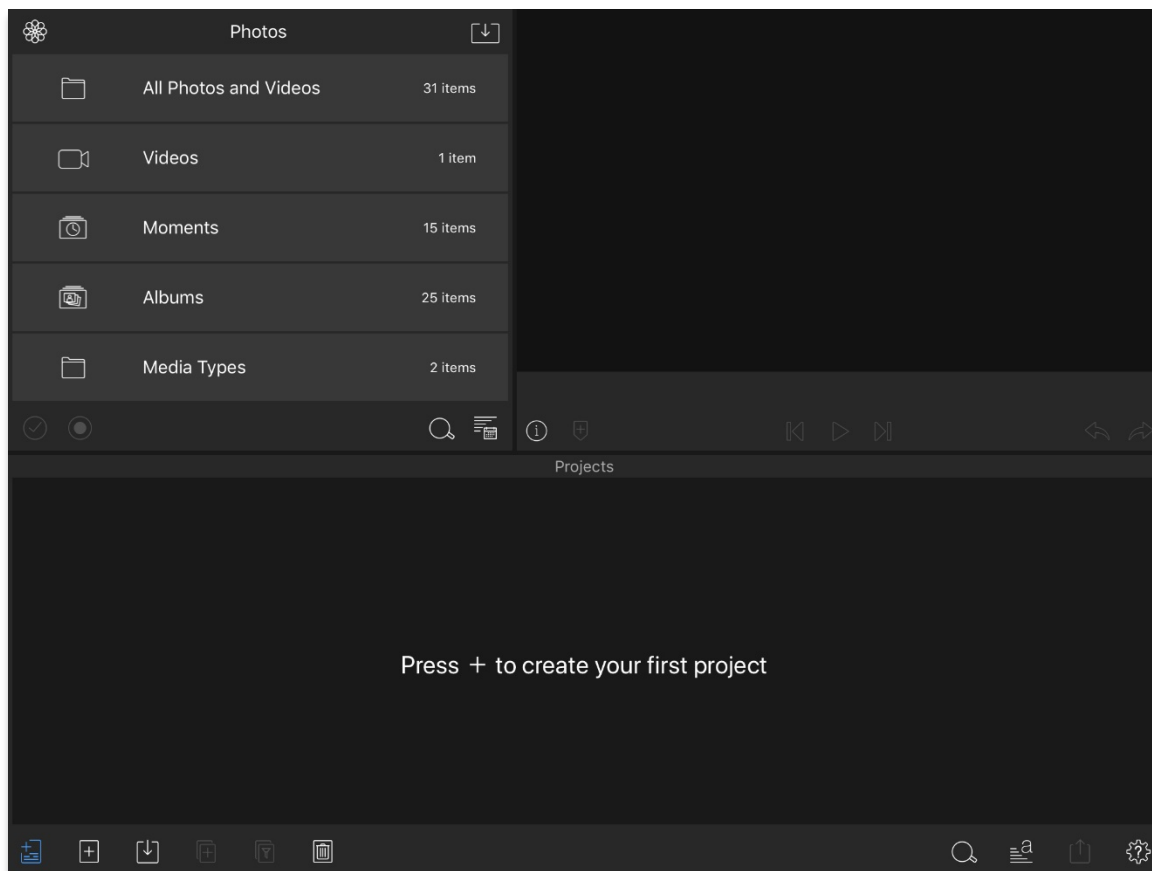 Photos
All Photos and Videos 31 items
Videos 1 item
Moments 15 items
Albums 25 items
Media Types 2 items
Projects
Press + to create your first project